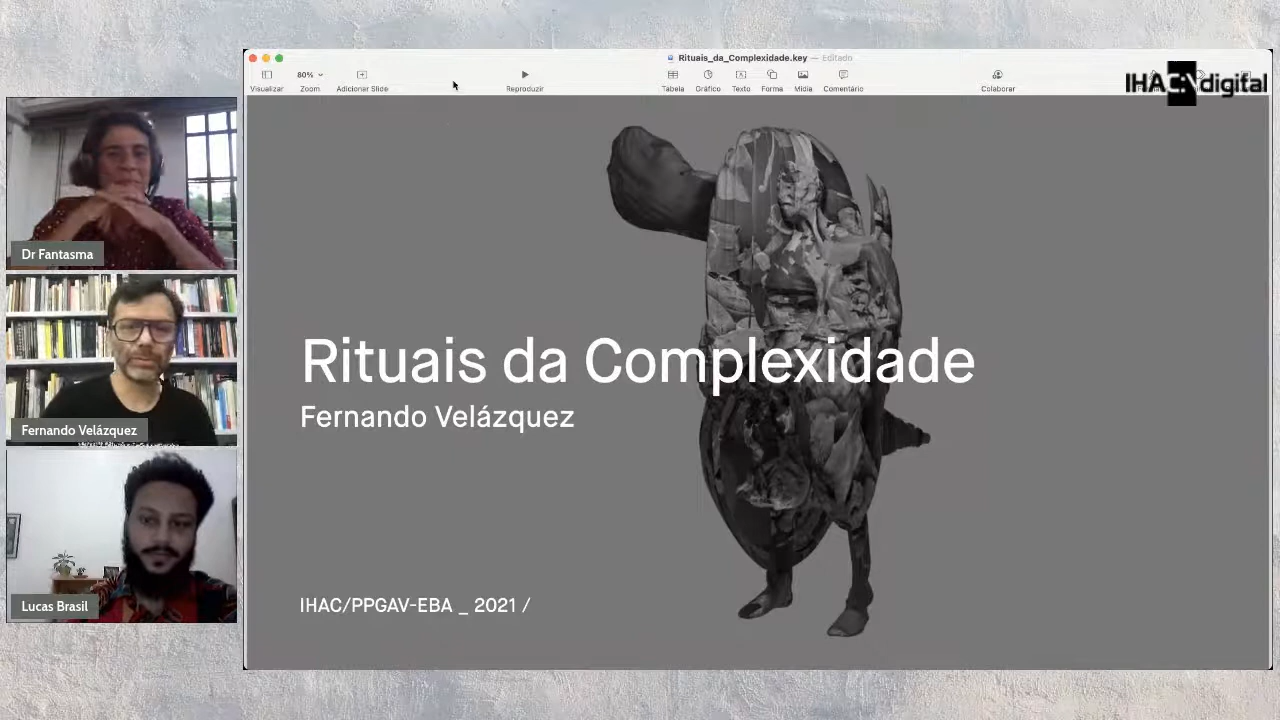 Rituais_da_Complexidade.key — Editado
80%
Visualizar
Zoom
Adicionar Slide
Reproduzir
Tabela
Gráfico
Texto
Forma
Mídia
Comentário
Colaborar
IHAC:\digital
Dr Fantasma
Fernando Velázquez
Lucas Brasil
Rituais da Complexidade
Fernando Velázquez
IHAC/PPGAV-EBA _ 2021 /